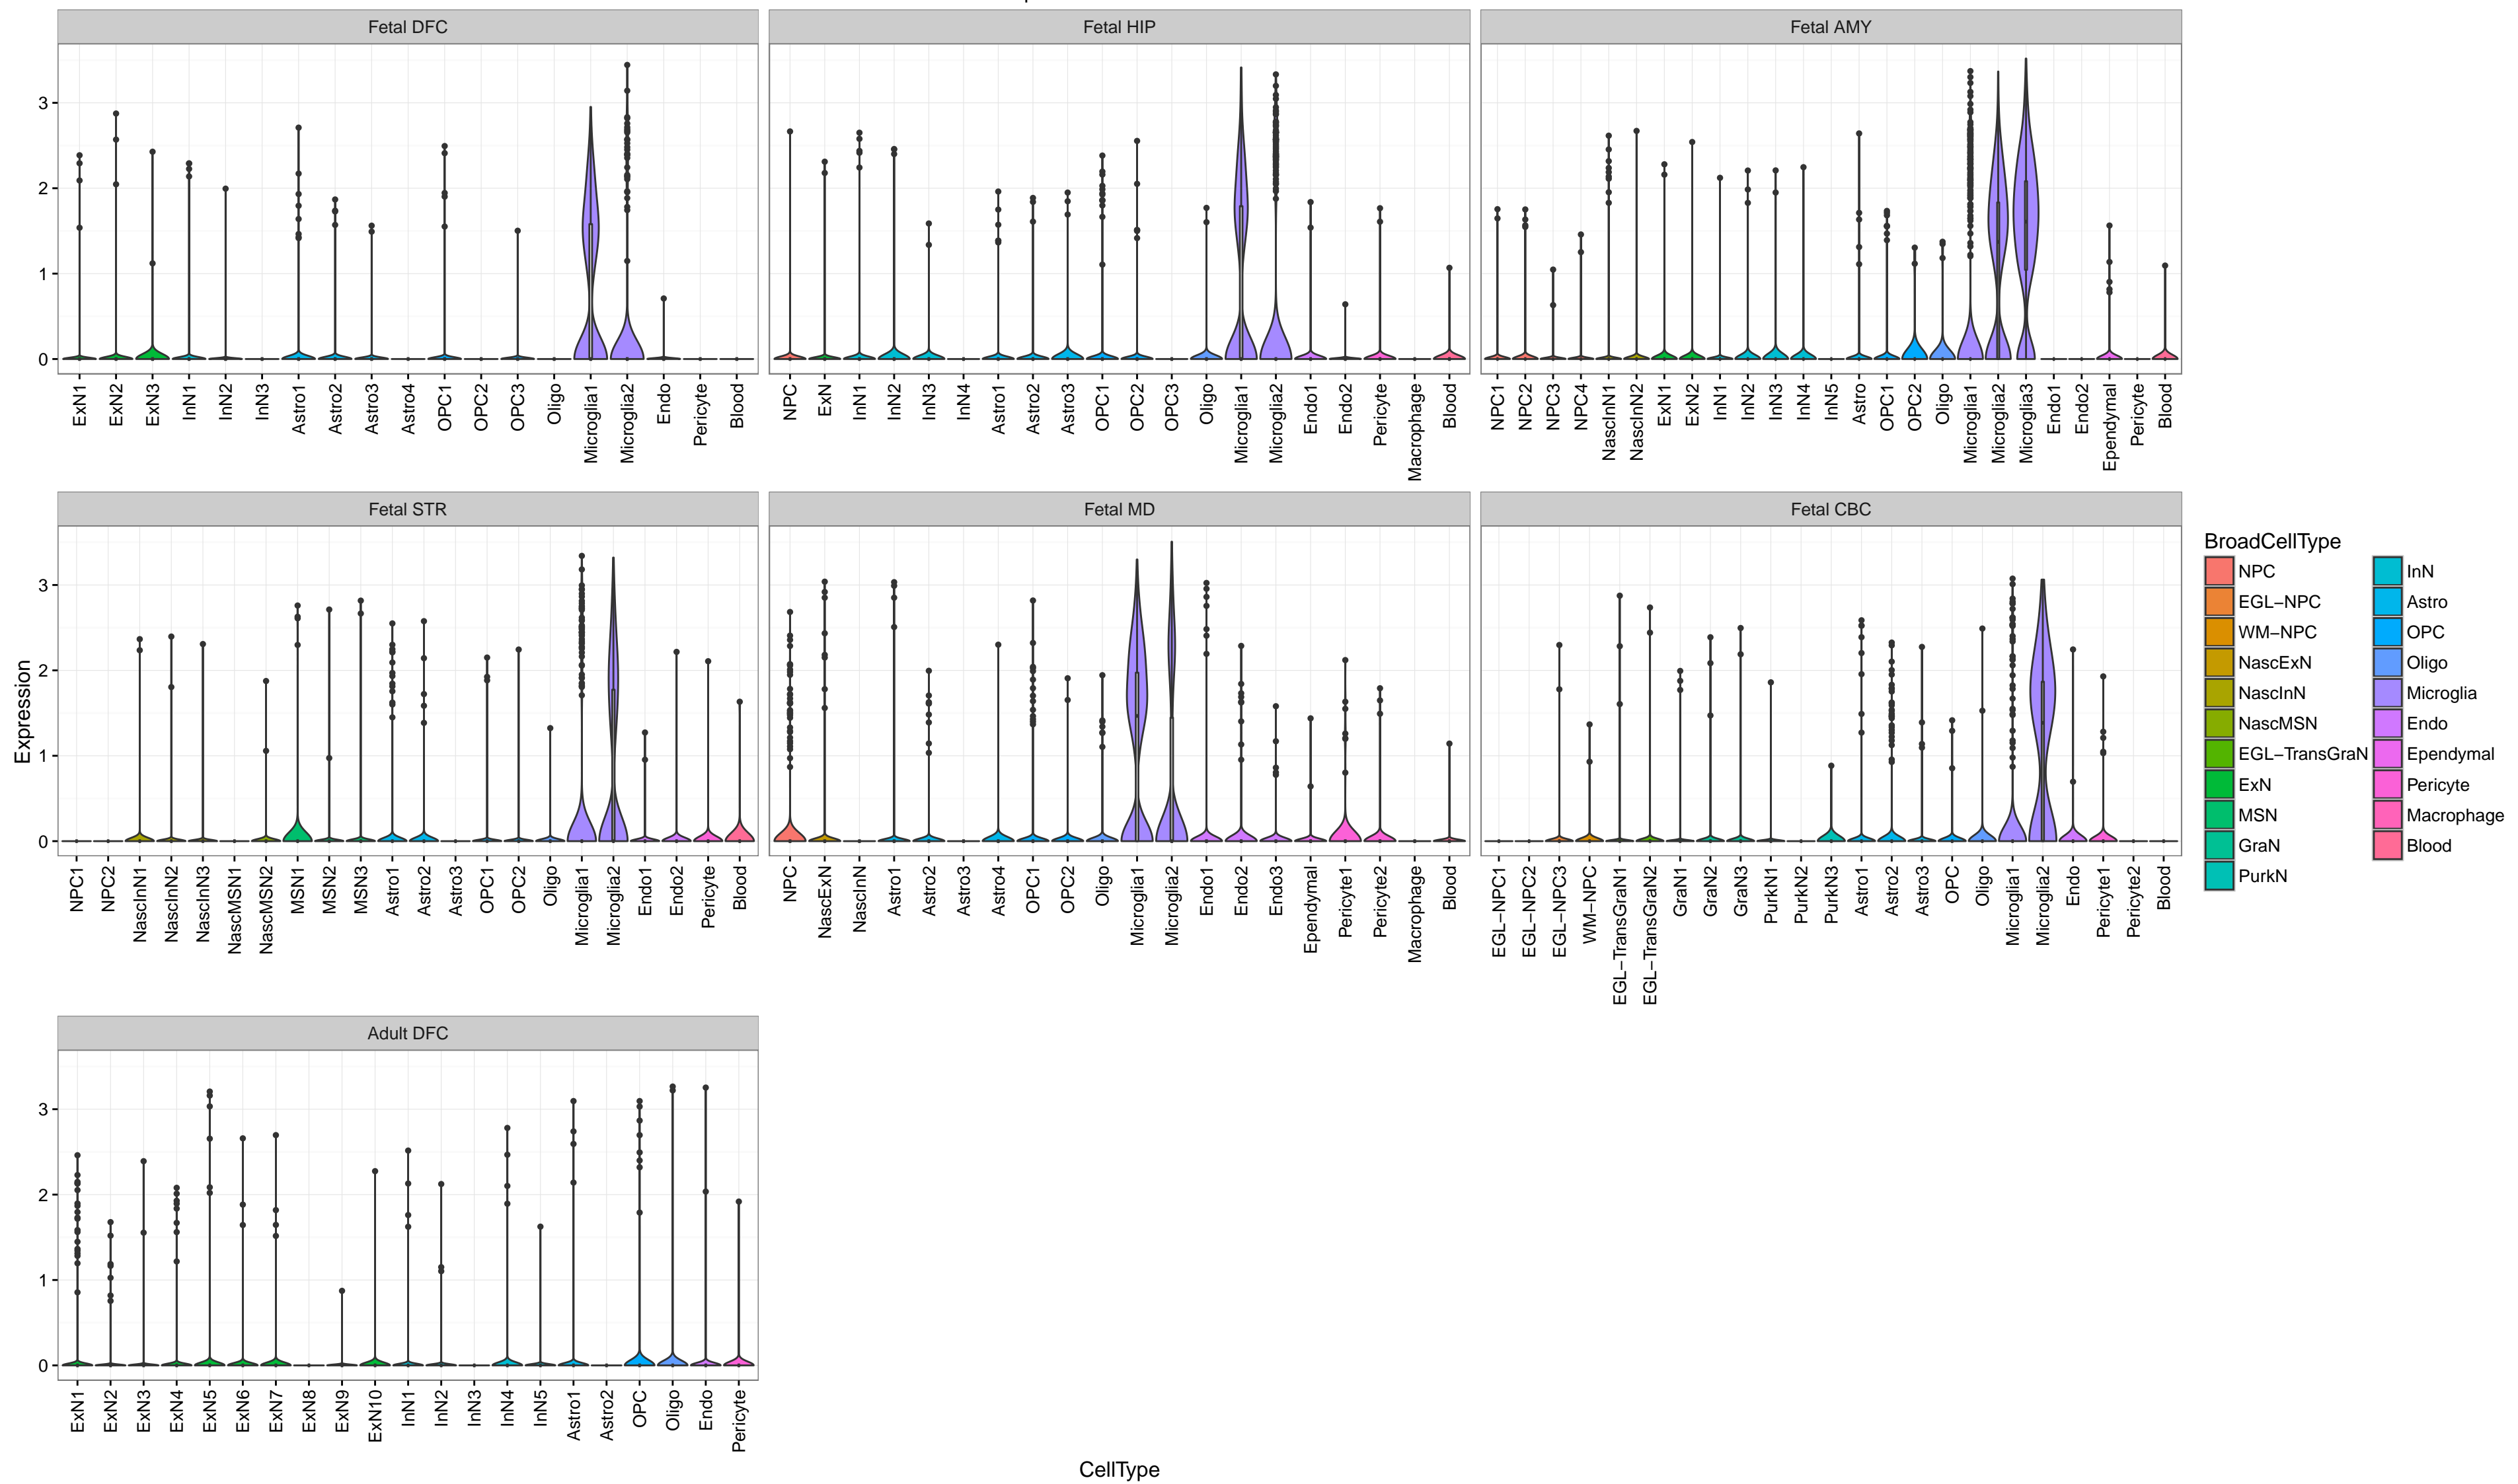 Fetal DFC
Fetal HIP
Fetal AMY
3
2
1
0
ExN1
ExN2
ExN3
InN1
InN2
InN3
Astro1
Astro2
Astro3
Astro4
OPC1
OPC2
OPC3
Oligo
Microglia1
Microglia2
Endo
Pericyte
Blood
NPC
ExN
InN1
InN2
InN3
InN4
Astro1
Astro2
Astro3
OPC1
OPC2
OPC3
Oligo
Microglia1
Microglia2
Endo1
Endo2
Pericyte
Macrophage
Blood
NPC1
NPC2
NPC3
NPC4
NascInN1
NascInN2
ExN1
ExN2
InN1
InN2
InN3
InN4
InN5
Astro
OPC1
OPC2
Oligo
Microglia1
Microglia2
Microglia3
Endo1
Endo2
Ependymal
Pericyte
Blood
Fetal STR
Fetal MD
Fetal CBC
Expression
3
2
1
0
NPC1
NPC2
NascInN1
NascInN2
NascInN3
NascMSN1
NascMSN2
MSN1
MSN2
MSN3
Astro1
Astro2
Astro3
OPC1
OPC2
Oligo
Microglia1
Microglia2
Endo1
Endo2
Pericyte
Blood
NPC
NascExN
NascInN
Astro1
Astro2
Astro3
Astro4
OPC1
OPC2
Oligo
Microglia1
Microglia2
Endo1
Endo2
Endo3
Ependymal
Pericyte1
Pericyte2
Macrophage
Blood
EGL−NPC1
EGL−NPC2
EGL−NPC3
WM−NPC
EGL−TransGraN1
EGL−TransGraN2
GraN1
GraN2
GraN3
PurkN1
PurkN2
PurkN3
Astro1
Astro2
Astro3
OPC
Oligo
Microglia1
Microglia2
Endo
Pericyte1
Pericyte2
Blood
BroadCellType
NPC
EGL−NPC
WM−NPC
NascExN
NascInN
NascMSN
EGL−TransGraN
ExN
MSN
GraN
PurkN
InN
Astro
OPC
Oligo
Microglia
Endo
Ependymal
Pericyte
Macrophage
Blood
Adult DFC
3
2
1
0
ExN1
ExN2
ExN3
ExN4
ExN5
ExN6
ExN7
ExN8
ExN9
ExN10
InN1
InN2
InN3
InN4
InN5
Astro1
Astro2
OPC
Oligo
Endo
Pericyte
CellType